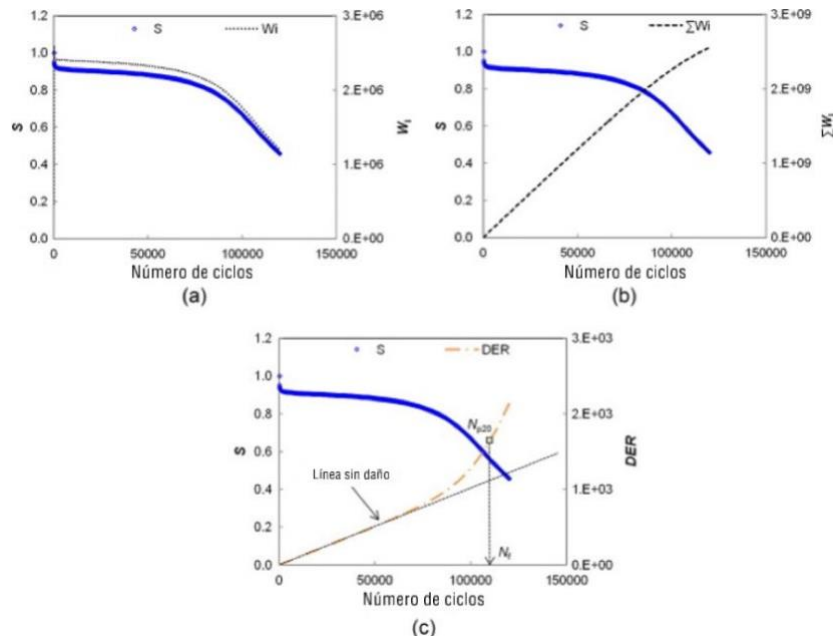 S Wi
1.2
1.0
0.8
0.6
0.4
0.2
0.0
S
3.E+06
2.E+06
1.E+06
0.E+00
Wi
0 50000 100000 150000
Número de ciclos
(a)
S ∑Wi
1.2
1.0
0.8
0.6
0.4
0.2
0.0
S
3.E+09
2.E+09
1.E+09
0.E+00
∑Wi
0 50000 100000 150000
Número de ciclos
(b)
S DER
1.2
1.0
0.8
0.6
0.4
0.2
0.0
S
3.E+03
2.E+03
1.E+03
0.E+00
DER
Np20
Línea sin daño
Nf
0 50000 100000 150000
Número de ciclos
(c)